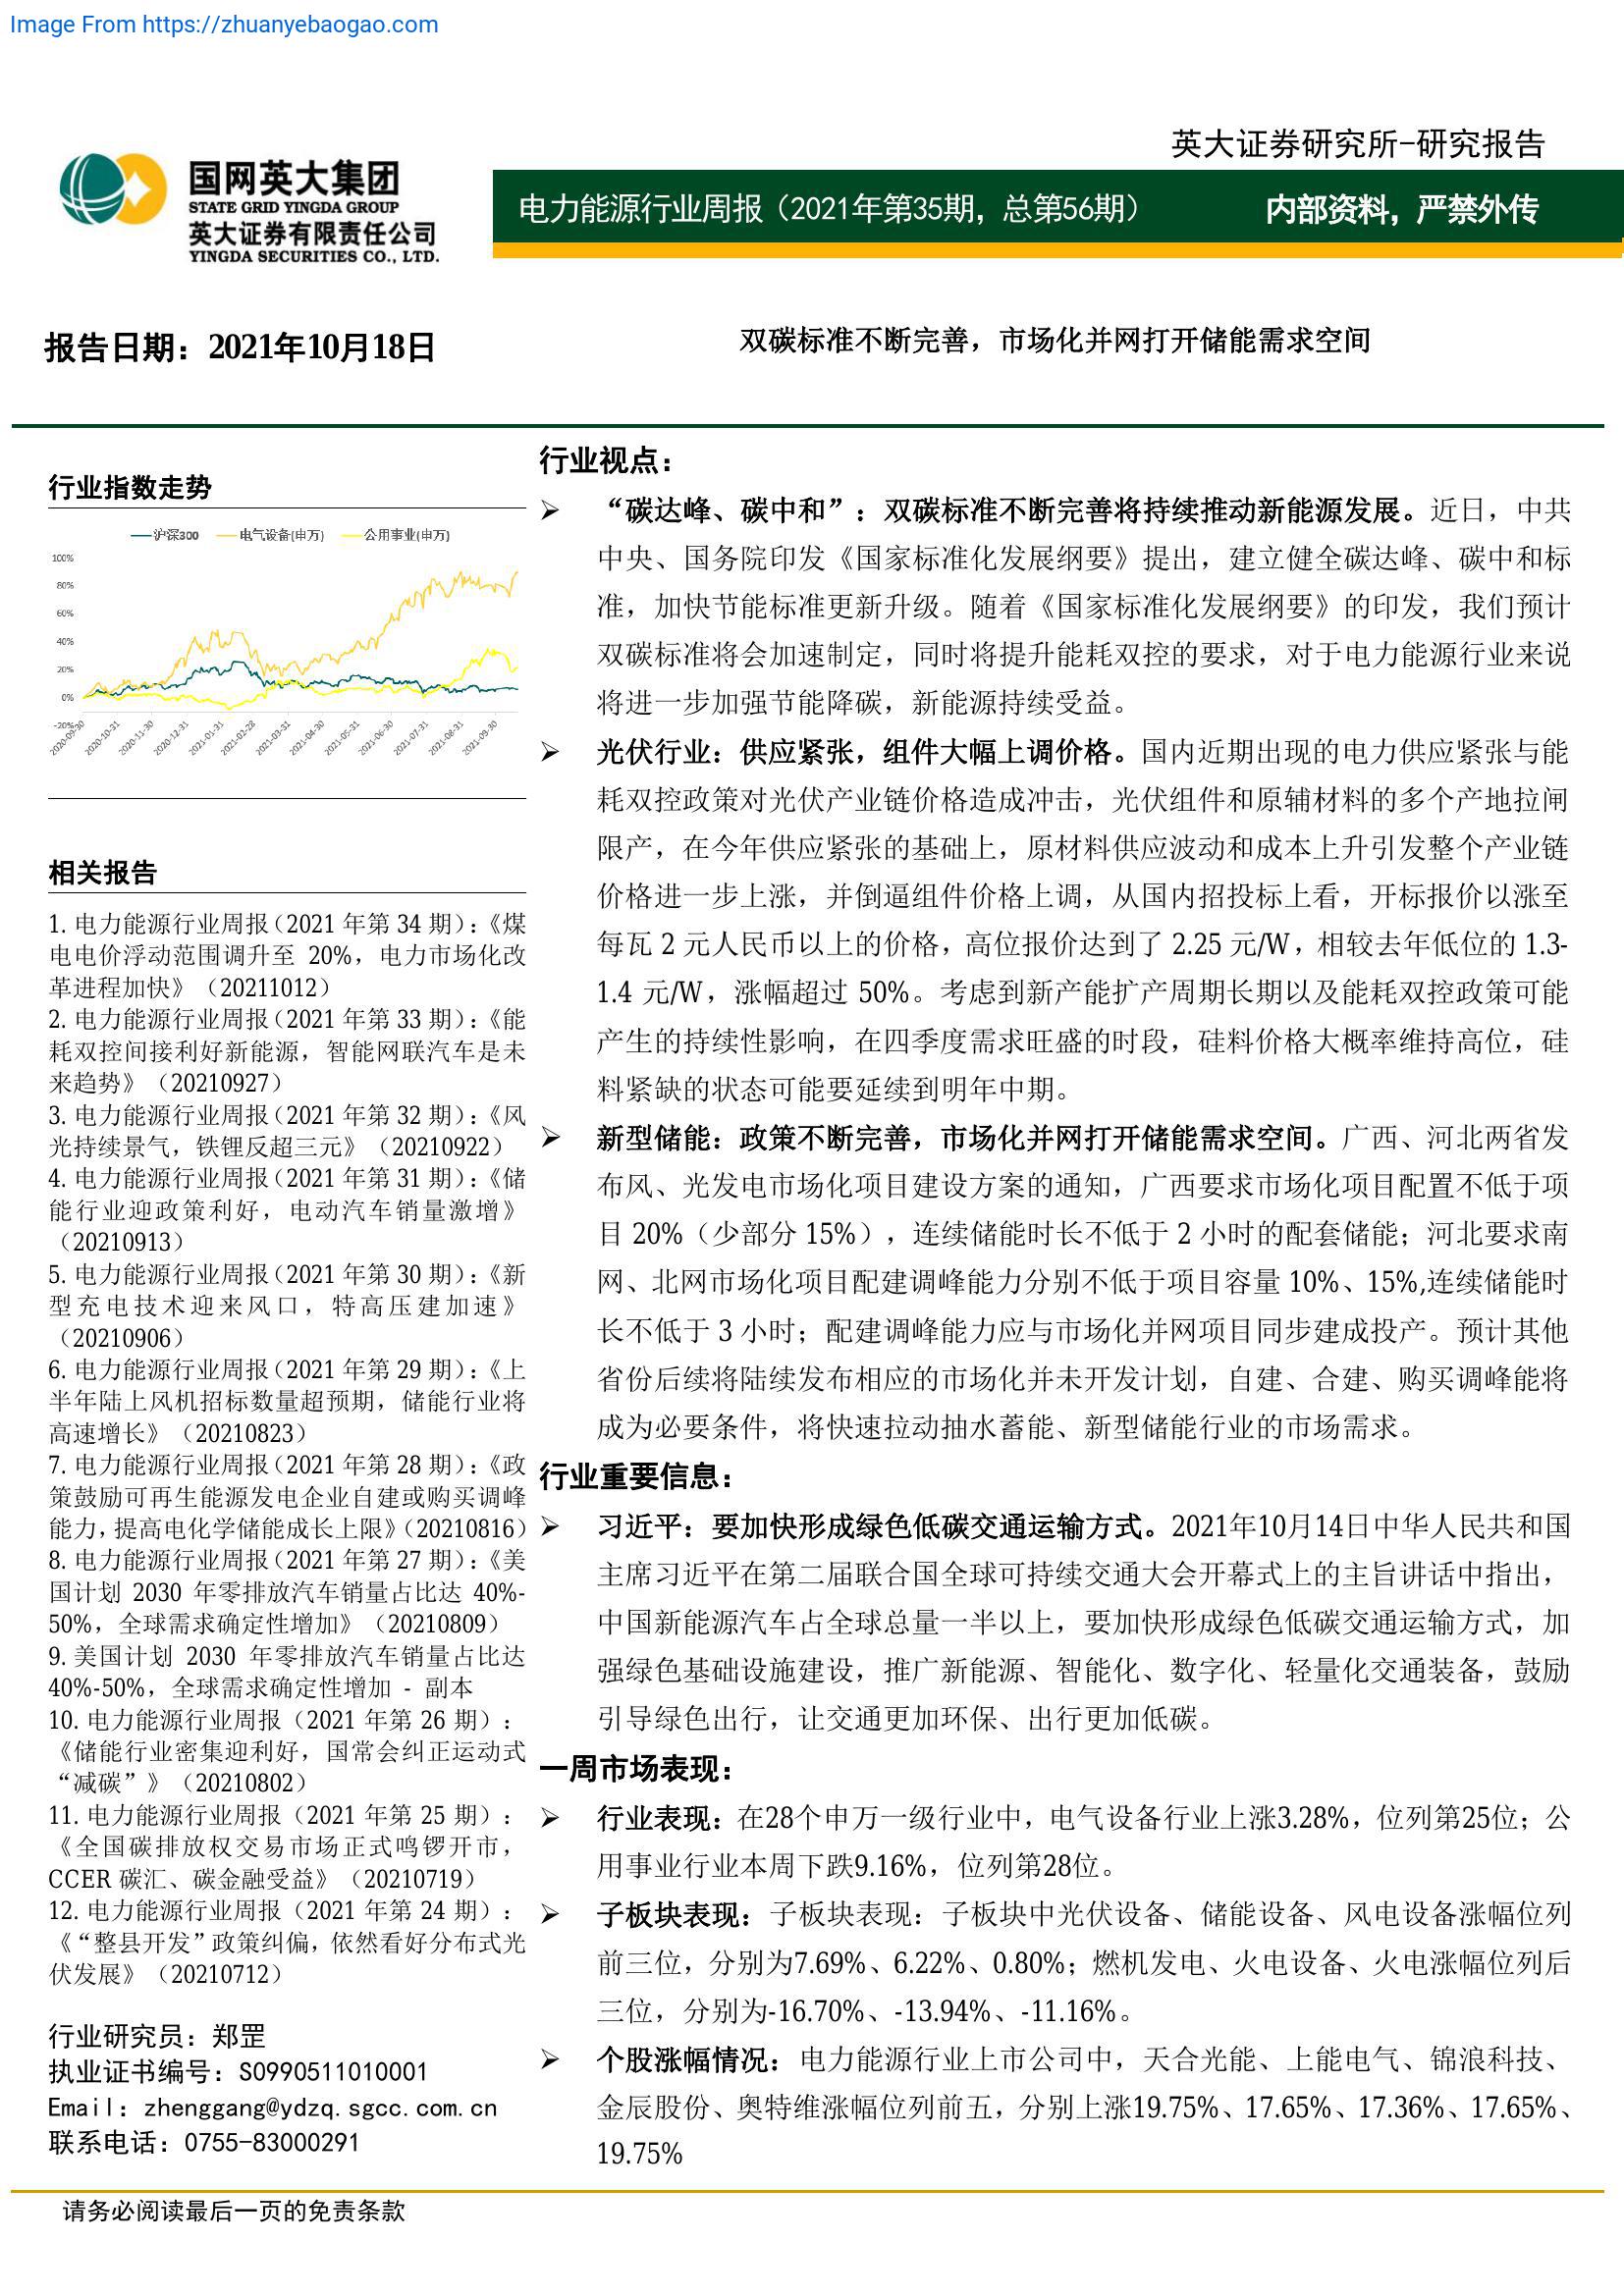 Image From https://zhuanyebaogao.com
英大证券研究所-研究报告
国网英大集团
STATE GRID YINGDA GROUP
英大证券有限责任公司
YINGDA SECURITIES CO., LTD.
电力能源行业周报（2021年第35期，总第56期）
内部资料，严禁外传
报告日期：2021年10月18日
双碳标准不断完善，市场化并网打开储能需求空间
行业指数走势
沪深300 电气设备(申万) 公用事业(申万)
100%
80%
60%
40%
20%
0%
-20%
2020-09-30 2020-10-31 2020-11-30 2020-12-31 2021-01-31 2021-02-28 2021-03-31 2021-04-30 2021-05-31 2021-06-30 2021-07-31 2021-08-31 2021-09-30
相关报告
1. 电力能源行业周报（2021 年第 34 期）：《煤
电电价浮动范围调升至 20%，电力市场化改
革进程加快》（20211012）
2. 电力能源行业周报（2021 年第 33 期）：《能
耗双控间接利好新能源，智能网联汽车是未
来趋势》（20210927）
3. 电力能源行业周报（2021 年第 32 期）：《风
光持续景气，铁锂反超三元》（20210922）
4. 电力能源行业周报（2021 年第 31 期）：《储
能行业迎政策利好，电动汽车销量激增》
（20210913）
5. 电力能源行业周报（2021 年第 30 期）：《新
型充电技术迎来风口，特高压建加速》
（20210906）
6. 电力能源行业周报（2021 年第 29 期）：《上
半年陆上风机招标数量超预期，储能行业将
高速增长》（20210823）
7. 电力能源行业周报（2021 年第 28 期）：《政
策鼓励可再生能源发电企业自建或购买调峰
能力，提高电化学储能成长上限》（20210816）
8. 电力能源行业周报（2021 年第 27 期）：《美
国计划 2030 年零排放汽车销量占比达 40%-
50%，全球需求确定性增加》（20210809）
9. 美国计划 2030 年零排放汽车销量占比达
40%-50%，全球需求确定性增加 - 副本
10. 电力能源行业周报（2021 年第 26 期）：
《储能行业密集迎利好，国常会纠正运动式
“减碳”》（20210802）
11. 电力能源行业周报（2021 年第 25 期）：
《全国碳排放权交易市场正式鸣锣开市，
CCER 碳汇、碳金融受益》（20210719）
12. 电力能源行业周报（2021 年第 24 期）：
《“整县开发”政策纠偏，依然看好分布式光
伏发展》（20210712）
行业研究员：郑罡
执业证书编号：S0990511010001
Email：zhenggang@ydzq.sgcc.com.cn
联系电话：0755-83000291
行业视点：
➢ “碳达峰、碳中和”：双碳标准不断完善将持续推动新能源发展。近日，中共
中央、国务院印发《国家标准化发展纲要》提出，建立健全碳达峰、碳中和标
准，加快节能标准更新升级。随着《国家标准化发展纲要》的印发，我们预计
双碳标准将会加速制定，同时将提升能耗双控的要求，对于电力能源行业来说
将进一步加强节能降碳，新能源持续受益。
➢ 光伏行业：供应紧张，组件大幅上调价格。国内近期出现的电力供应紧张与能
耗双控政策对光伏产业链价格造成冲击，光伏组件和原辅材料的多个产地拉闸
限产，在今年供应紧张的基础上，原材料供应波动和成本上升引发整个产业链
价格进一步上涨，并倒逼组件价格上调，从国内招投标上看，开标报价以涨至
每瓦 2 元人民币以上的价格，高位报价达到了 2.25 元/W，相较去年低位的 1.3-
1.4 元/W，涨幅超过 50%。考虑到新产能扩产周期长期以及能耗双控政策可能
产生的持续性影响，在四季度需求旺盛的时段，硅料价格大概率维持高位，硅
料紧缺的状态可能要延续到明年中期。
➢ 新型储能：政策不断完善，市场化并网打开储能需求空间。广西、河北两省发
布风、光发电市场化项目建设方案的通知，广西要求市场化项目配置不低于项
目 20%（少部分 15%），连续储能时长不低于 2 小时的配套储能；河北要求南
网、北网市场化项目配建调峰能力分别不低于项目容量 10%、15%,连续储能时
长不低于 3 小时；配建调峰能力应与市场化并网项目同步建成投产。预计其他
省份后续将陆续发布相应的市场化并未开发计划，自建、合建、购买调峰能将
成为必要条件，将快速拉动抽水蓄能、新型储能行业的市场需求。
行业重要信息：
➢ 习近平：要加快形成绿色低碳交通运输方式。2021年10月14日中华人民共和国
主席习近平在第二届联合国全球可持续交通大会开幕式上的主旨讲话中指出，
中国新能源汽车占全球总量一半以上，要加快形成绿色低碳交通运输方式，加
强绿色基础设施建设，推广新能源、智能化、数字化、轻量化交通装备，鼓励
引导绿色出行，让交通更加环保、出行更加低碳。
一周市场表现：
➢ 行业表现：在28个申万一级行业中，电气设备行业上涨3.28%，位列第25位；公
用事业行业本周下跌9.16%，位列第28位。
➢ 子板块表现：子板块表现：子板块中光伏设备、储能设备、风电设备涨幅位列
前三位，分别为7.69%、6.22%、0.80%；燃机发电、火电设备、火电涨幅位列后
三位，分别为-16.70%、-13.94%、-11.16%。
➢ 个股涨幅情况：电力能源行业上市公司中，天合光能、上能电气、锦浪科技、
金辰股份、奥特维涨幅位列前五，分别上涨19.75%、17.65%、17.36%、17.65%、
19.75%
请务必阅读最后一页的免责条款